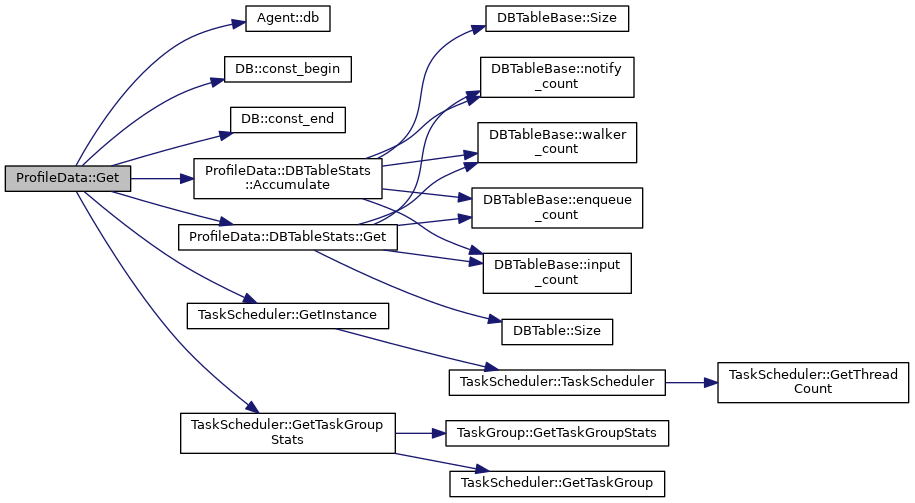 ProfileData::Get
Agent::db
DB::const_begin
DB::const_end
ProfileData::DBTableStats
::Accumulate
ProfileData::DBTableStats::Get
TaskScheduler::GetInstance
TaskScheduler::GetTaskGroup
Stats
DBTableBase::Size
DBTableBase::notify
_count
DBTableBase::walker
_count
DBTableBase::enqueue
_count
DBTableBase::input
_count
DBTable::Size
TaskScheduler::TaskScheduler
TaskGroup::GetTaskGroupStats
TaskScheduler::GetTaskGroup
TaskScheduler::GetThread
Count